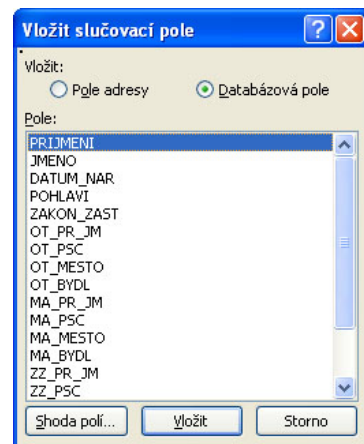 Vložit slučovací pole
Vložit:
Pole adresy Databázová pole
Pole:
PRIJMENI
JMENO
DATUM_NAR
POHLAVI
ZAKON_ZAST
OT_PR_JM
OT_PSC
OT_MESTO
OT_BYDL
MA_PR_JM
MA_PSC
MA_MESTO
MA_BYDL
ZZ_PR_JM
ZZ_PSC
Shoda polí... Vložit Storno